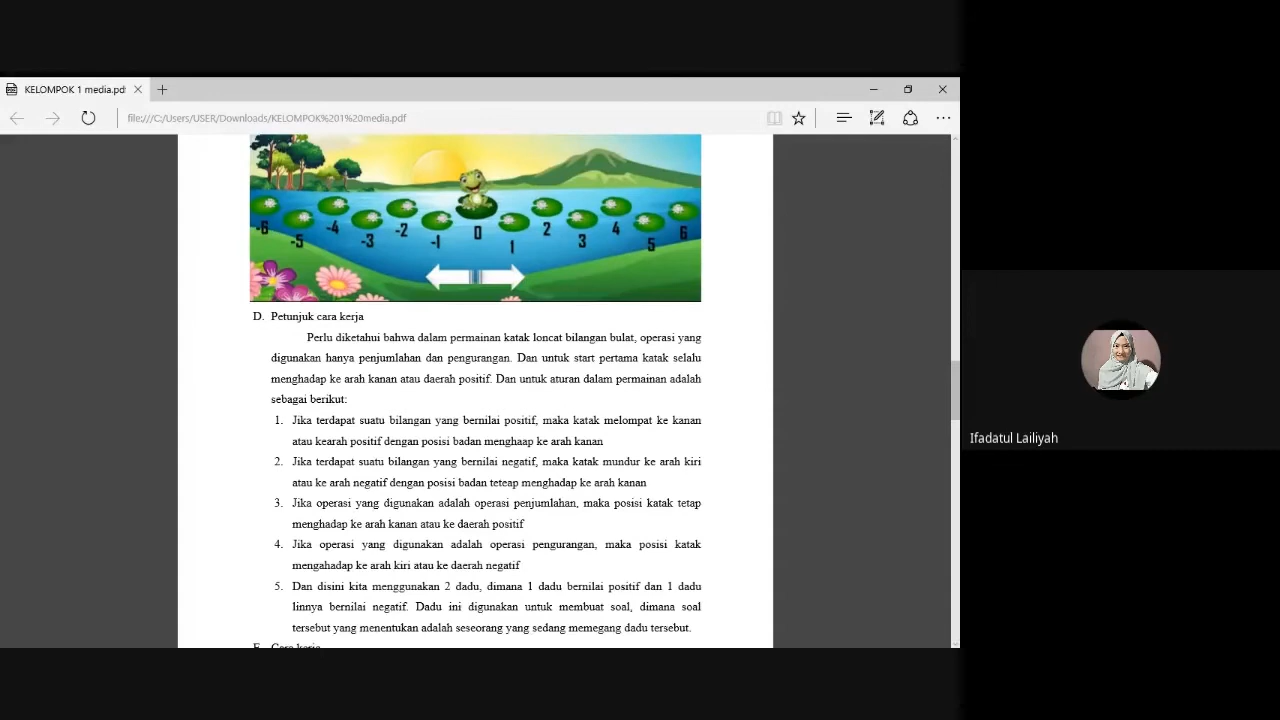 KELOMPOK 1 media.pdf
file:///C:/Users/USER/Downloads/KELOMPOK%201%20media.pdf
-6 -5 -4 -3 -2 -1 0 1 2 3 4 5 6
D. Petunjuk cara kerja
Perlu diketahui bahwa dalam permainan katak loncat bilangan bulat, operasi yang
digunakan hanya penjumlahan dan pengurangan. Dan untuk start pertama katak selalu
menghadap ke arah kanan atau daerah positif. Dan untuk aturan dalam permainan adalah
sebagai berikut:
1. Jika terdapat suatu bilangan yang bernilai positif, maka katak melompat ke kanan
atau kearah positif dengan posisi badan menghaap ke arah kanan
2. Jika terdapat suatu bilangan yang bernilai negatif, maka katak mundur ke arah kiri
atau ke arah negatif dengan posisi badan teteap menghadap ke arah kanan
3. Jika operasi yang digunakan adalah operasi penjumlahan, maka posisi katak tetap
menghadap ke arah kanan atau ke daerah positif
4. Jika operasi yang digunakan adalah operasi pengurangan, maka posisi katak
mengahadap ke arah kiri atau ke daerah negatif
5. Dan disini kita menggunakan 2 dadu, dimana 1 dadu bernilai positif dan 1 dadu
linnya bernilai negatif. Dadu ini digunakan untuk membuat soal, dimana soal
tersebut yang menentukan adalah seseorang yang sedang memegang dadu tersebut.
E. Cara kerja
Ifadatul Lailiyah